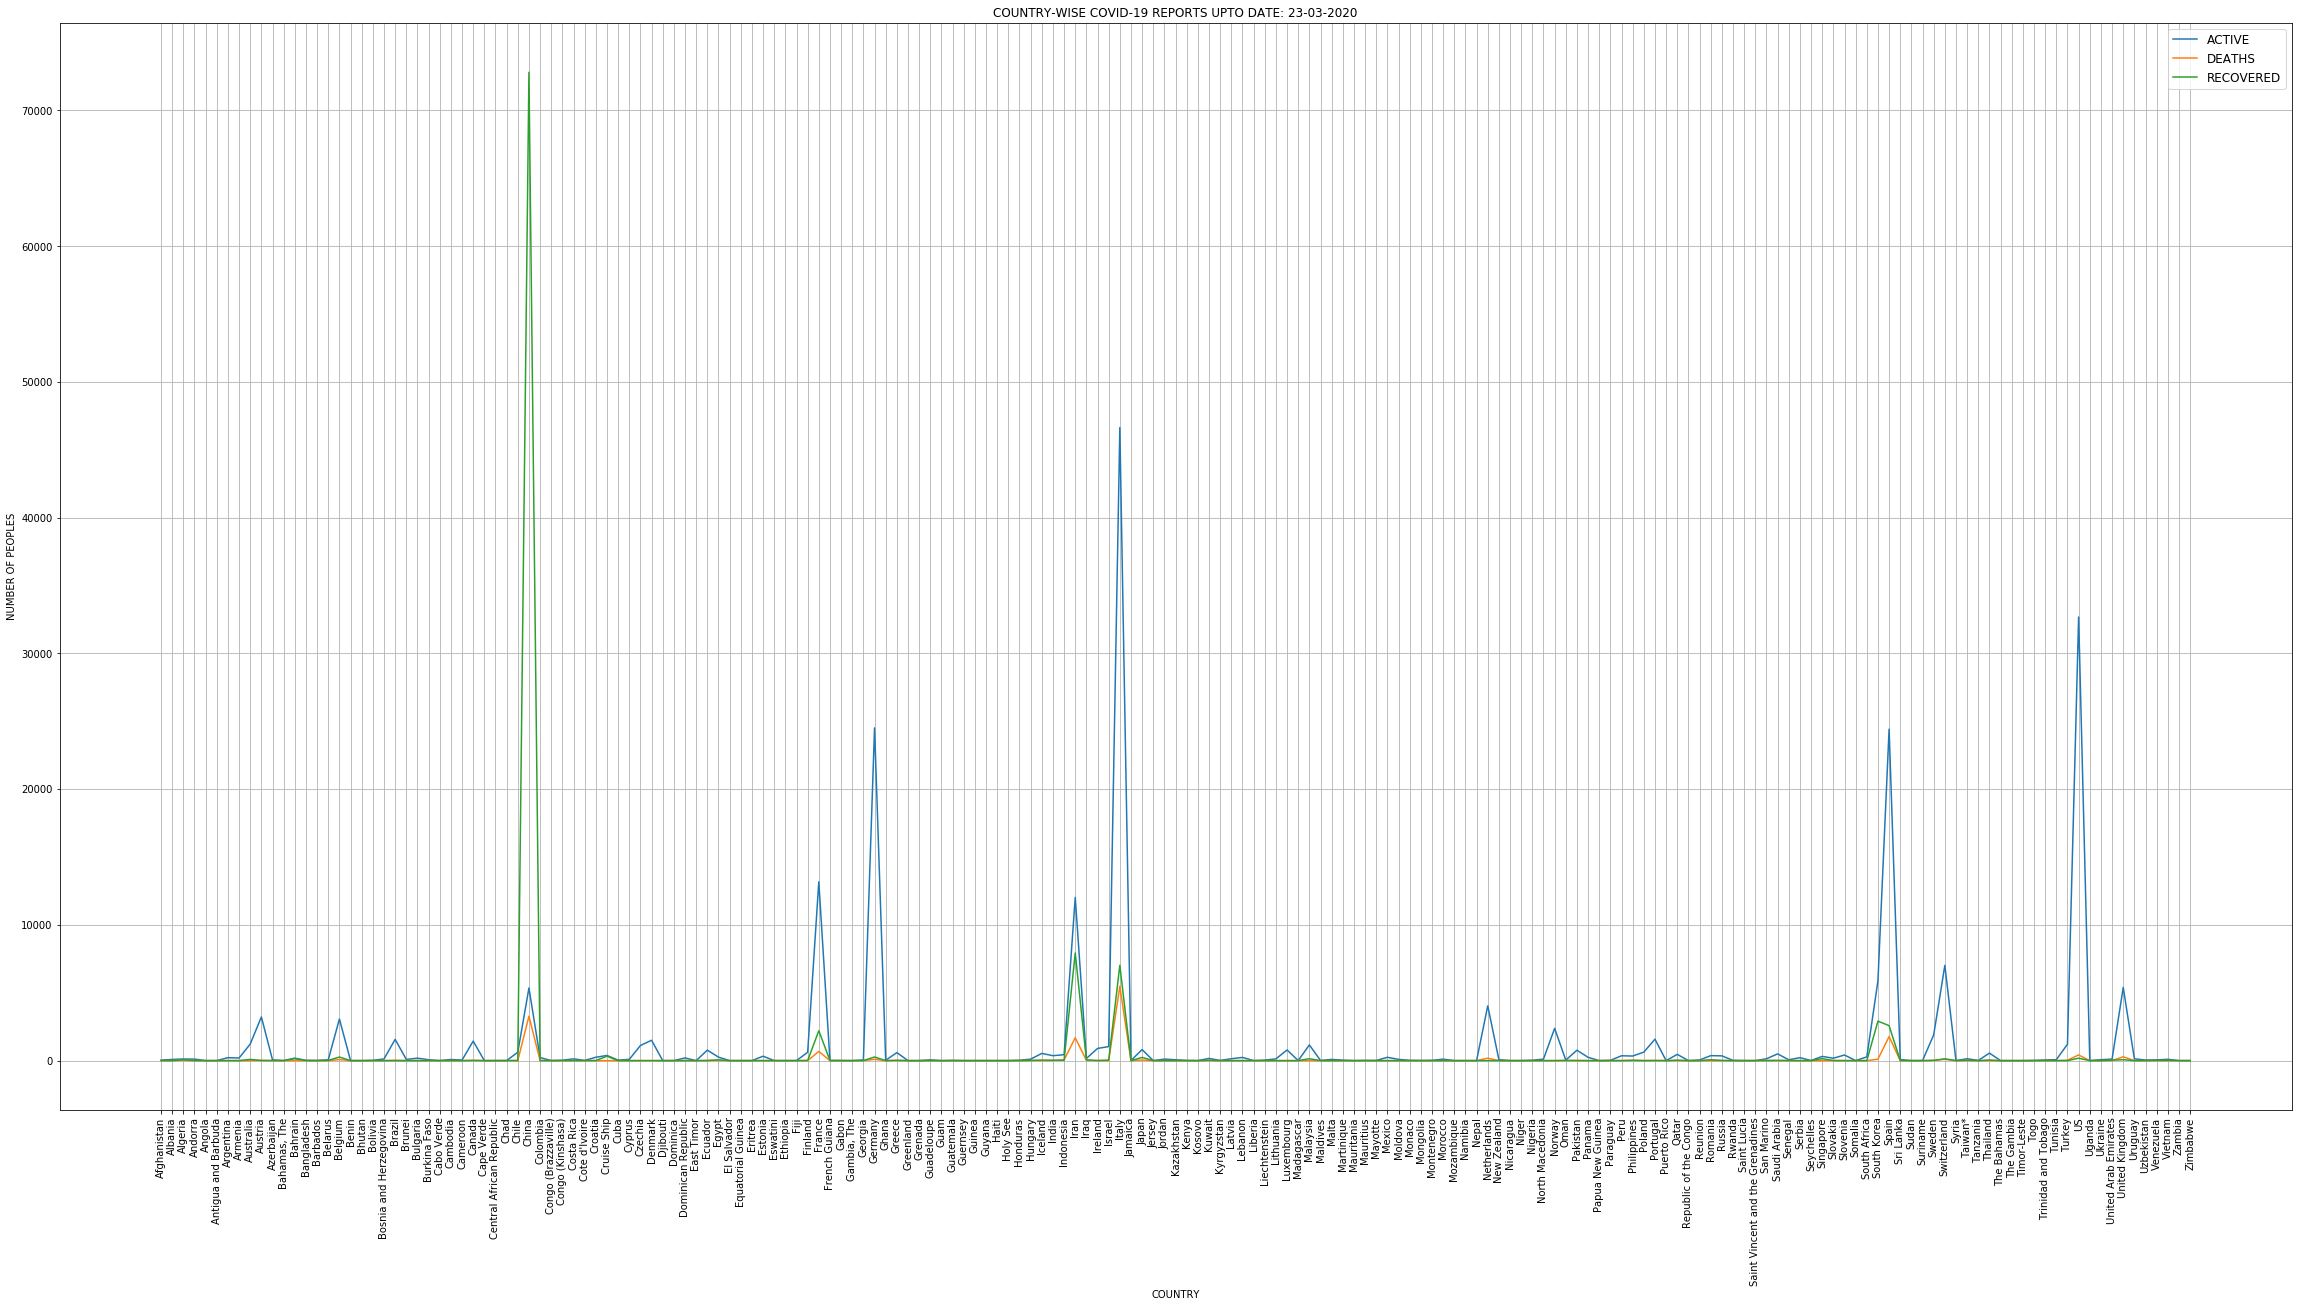 COUNTRY-WISE COVID-19 REPORTS UPTO DATE: 23-03-2020
ACTIVE
DEATHS
RECOVERED
NUMBER OF PEOPLES
70000
60000
50000
40000
30000
20000
10000
0
Afghanistan
Albania
Algeria
Andorra
Angola
Antigua and Barbuda
Argentina
Armenia
Australia
Austria
Azerbaijan
Bahamas, The
Bahrain
Bangladesh
Barbados
Belarus
Belgium
Benin
Bhutan
Bolivia
Bosnia and Herzegovina
Brazil
Brunei
Bulgaria
Burkina Faso
Cabo Verde
Cambodia
Cameroon
Canada
Cape Verde
Central African Republic
Chad
Chile
China
Colombia
Congo (Brazzaville)
Congo (Kinshasa)
Costa Rica
Cote d'Ivoire
Croatia
Cruise Ship
Cuba
Cyprus
Czechia
Denmark
Djibouti
Dominica
Dominican Republic
East Timor
Ecuador
Egypt
El Salvador
Equatorial Guinea
Eritrea
Estonia
Eswatini
Ethiopia
Fiji
Finland
France
French Guiana
Gabon
Gambia, The
Georgia
Germany
Ghana
Greece
Greenland
Grenada
Guadeloupe
Guam
Guatemala
Guernsey
Guinea
Guyana
Haiti
Holy See
Honduras
Hungary
Iceland
India
Indonesia
Iran
Iraq
Ireland
Israel
Italy
Jamaica
Japan
Jersey
Jordan
Kazakhstan
Kenya
Kosovo
Kuwait
Kyrgyzstan
Latvia
Lebanon
Liberia
Liechtenstein
Lithuania
Luxembourg
Madagascar
Malaysia
Maldives
Malta
Martinique
Mauritania
Mauritius
Mayotte
Mexico
Moldova
Monaco
Mongolia
Montenegro
Morocco
Mozambique
Namibia
Nepal
Netherlands
New Zealand
Nicaragua
Niger
Nigeria
North Macedonia
Norway
Oman
Pakistan
Panama
Papua New Guinea
Paraguay
Peru
Philippines
Poland
Portugal
Puerto Rico
Qatar
Republic of the Congo
Reunion
Romania
Russia
Rwanda
Saint Lucia
Saint Vincent and the Grenadines
San Marino
Saudi Arabia
Senegal
Serbia
Seychelles
Singapore
Slovakia
Slovenia
Somalia
South Africa
South Korea
Spain
Sri Lanka
Sudan
Suriname
Sweden
Switzerland
Syria
Taiwan*
Tanzania
Thailand
The Bahamas
The Gambia
Timor-Leste
Togo
Trinidad and Tobago
Tunisia
Turkey
US
Uganda
Ukraine
United Arab Emirates
United Kingdom
Uruguay
Uzbekistan
Venezuela
Vietnam
Zambia
Zimbabwe
COUNTRY